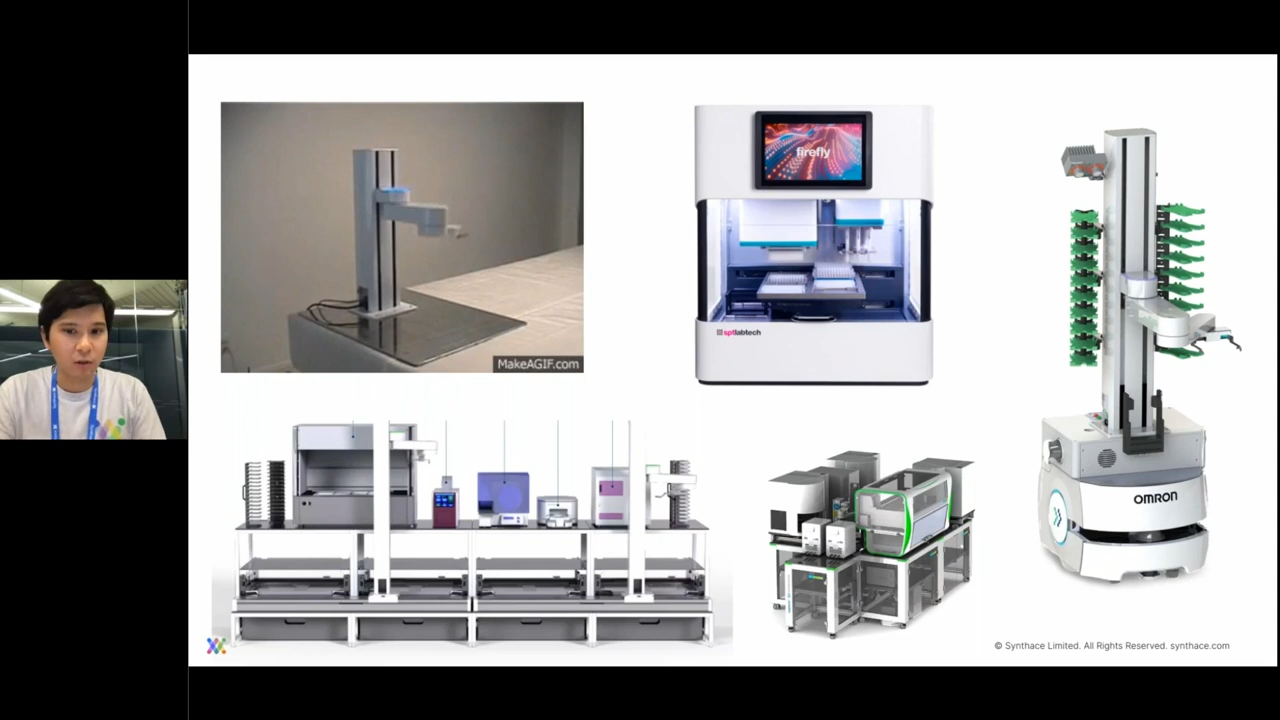 firefly
MakeAGIF.com
sptlabtech
OMRON
© Synthace Limited. All Rights Reserved. synthace.com